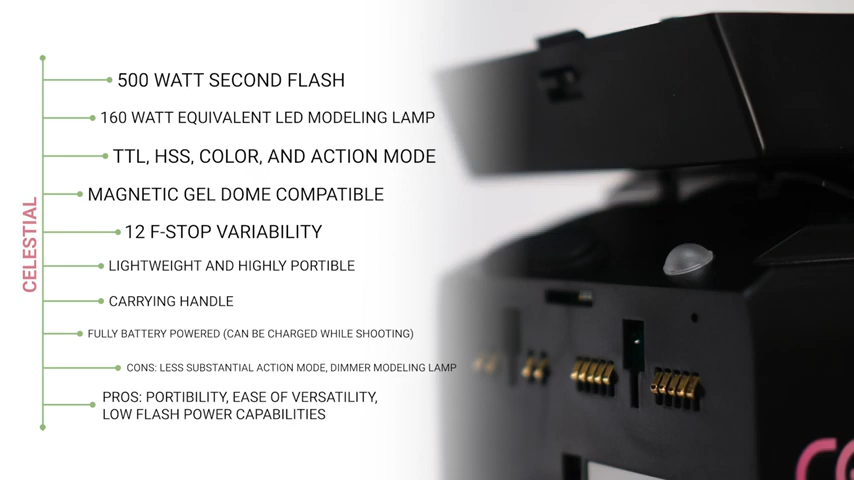 CELESTIAL
500 WATT SECOND FLASH
160 WATT EQUIVALENT LED MODELING LAMP
TTL, HSS, COLOR, AND ACTION MODE
MAGNETIC GEL DOME COMPATIBLE
12 F-STOP VARIABILITY
LIGHTWEIGHT AND HIGHLY PORTIBLE
CARRYING HANDLE
FULLY BATTERY POWERED (CAN BE CHARGED WHILE SHOOTING)
CONS: LESS SUBSTANTIAL ACTION MODE, DIMMER MODELING LAMP
PROS: PORTIBILITY, EASE OF VERSATILITY,
LOW FLASH POWER CAPABILITIES